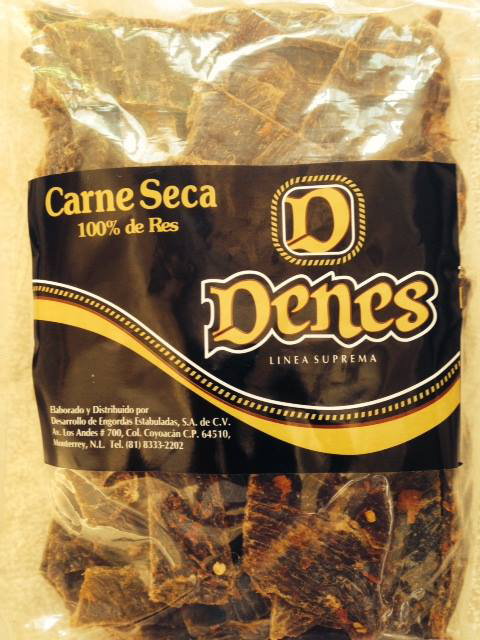 Carne Seca
100% de Res
D
Denes
LINEA SUPREMA
Elaborado y Distribuido por
Desarrollo de Engordas Estabuladas, S.A. de C.V.
Av. Los Andes # 700, Col. Coyoacán C.P. 64510,
Monterrey, N.L. Tel. (81) 8333-2202